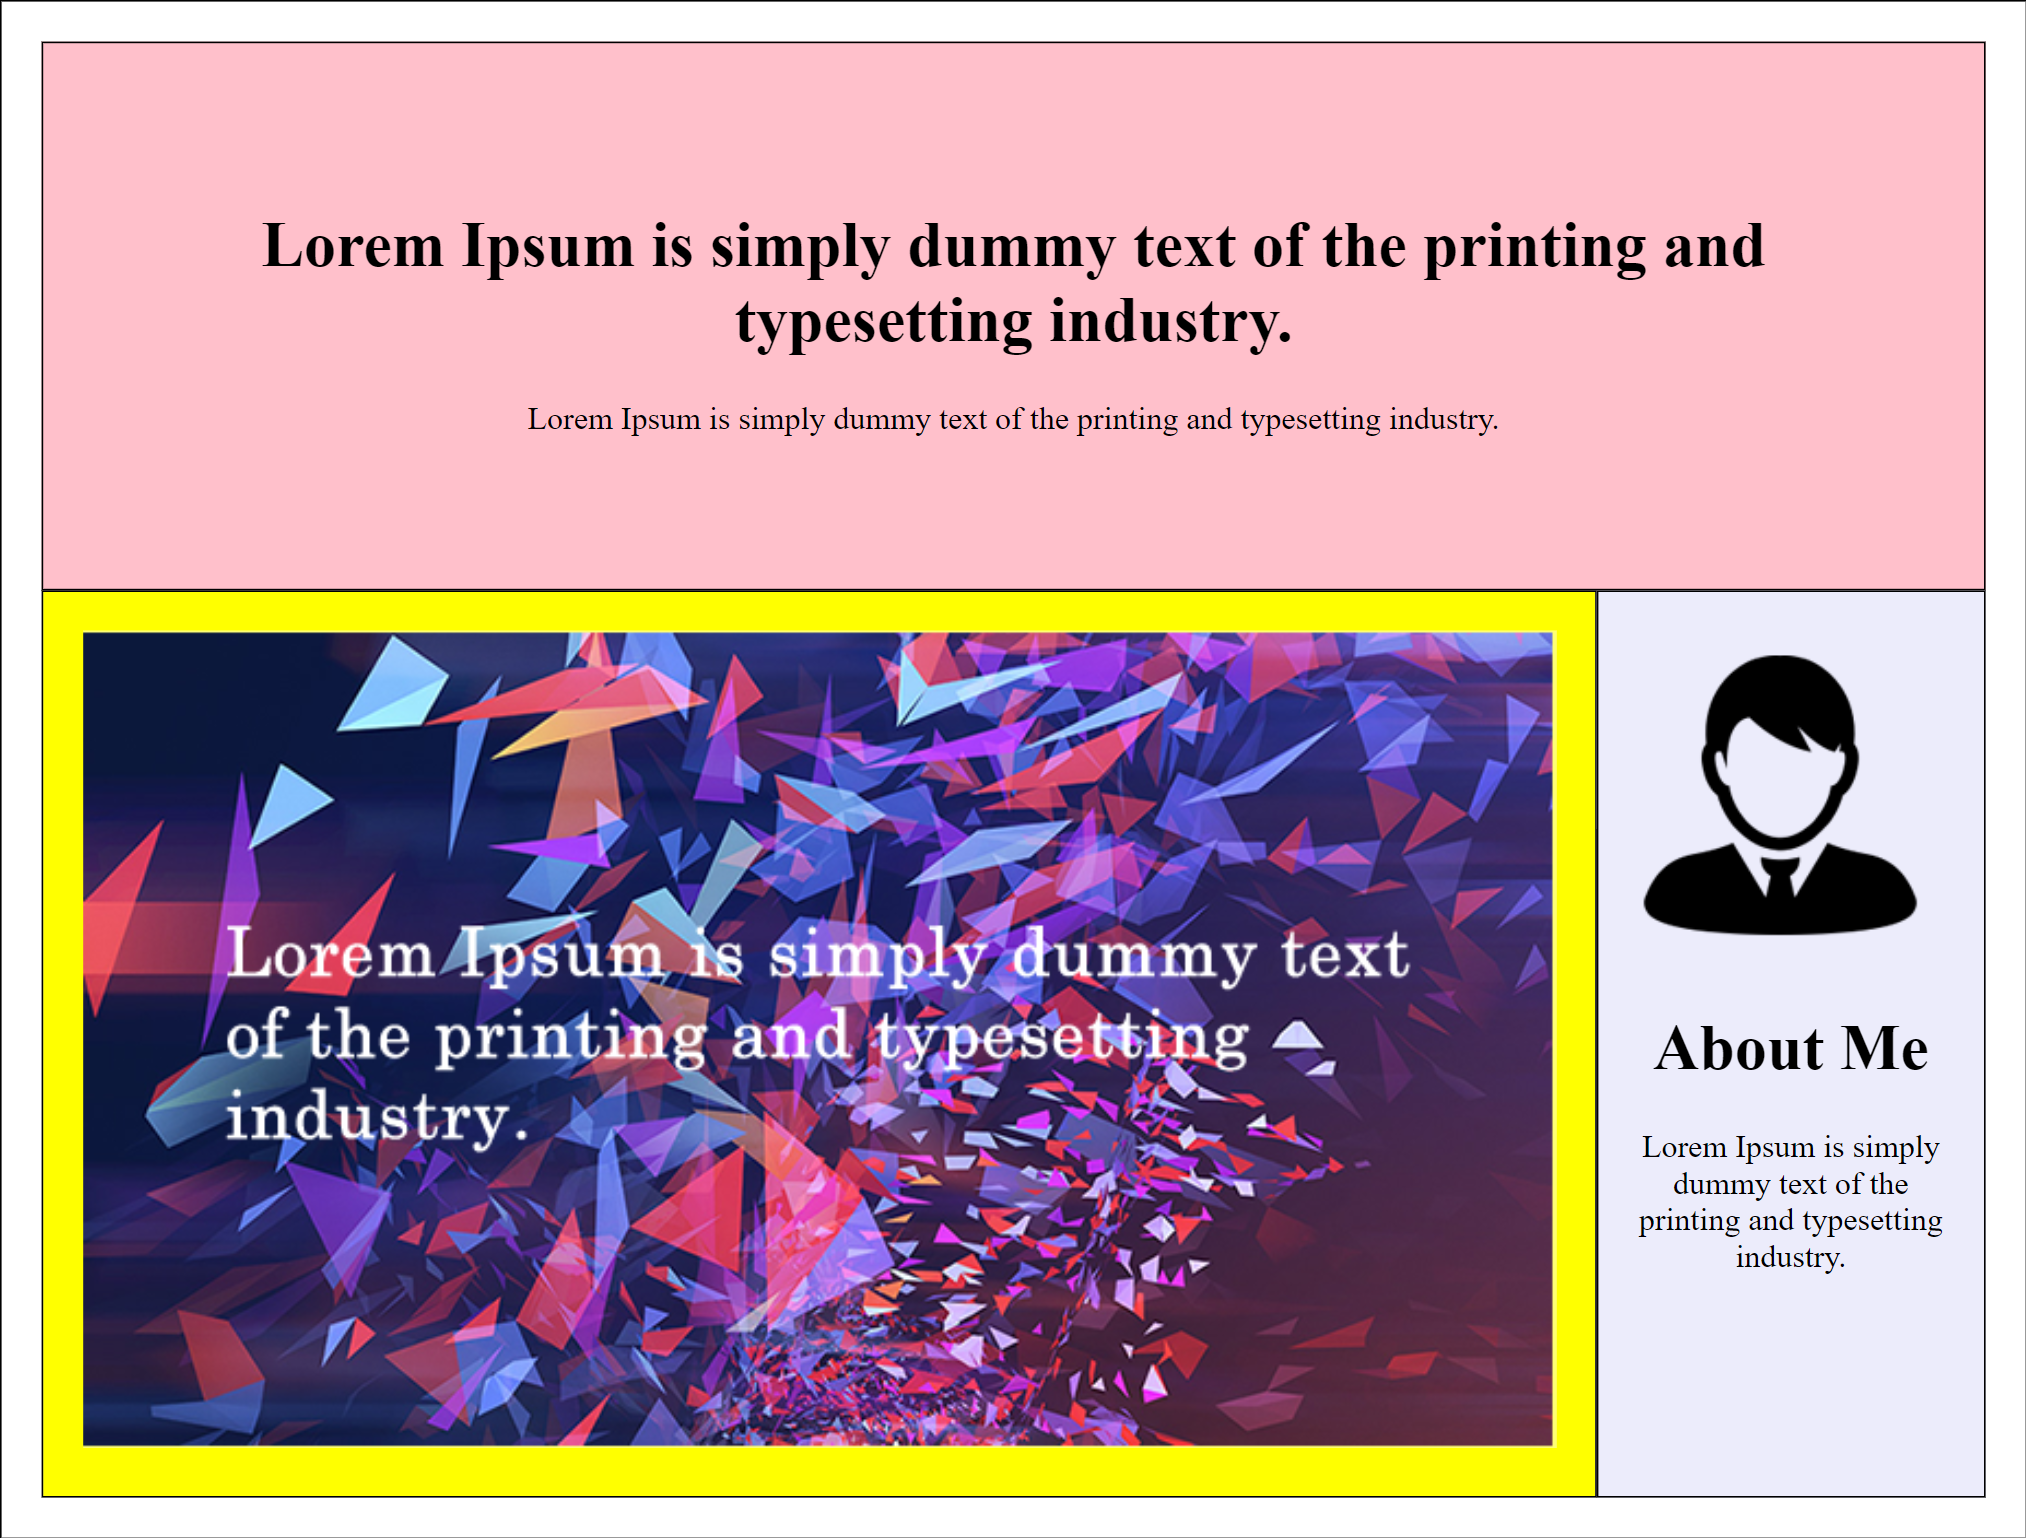 Lorem Ipsum is simply dummy text of the printing and
typesetting industry.
Lorem Ipsum is simply dummy text of the printing and typesetting industry.
Lorem Ipsum is simply dummy text
of the printing and typesetting
industry.
About Me
Lorem Ipsum is simply
dummy text of the
printing and typesetting
industry.